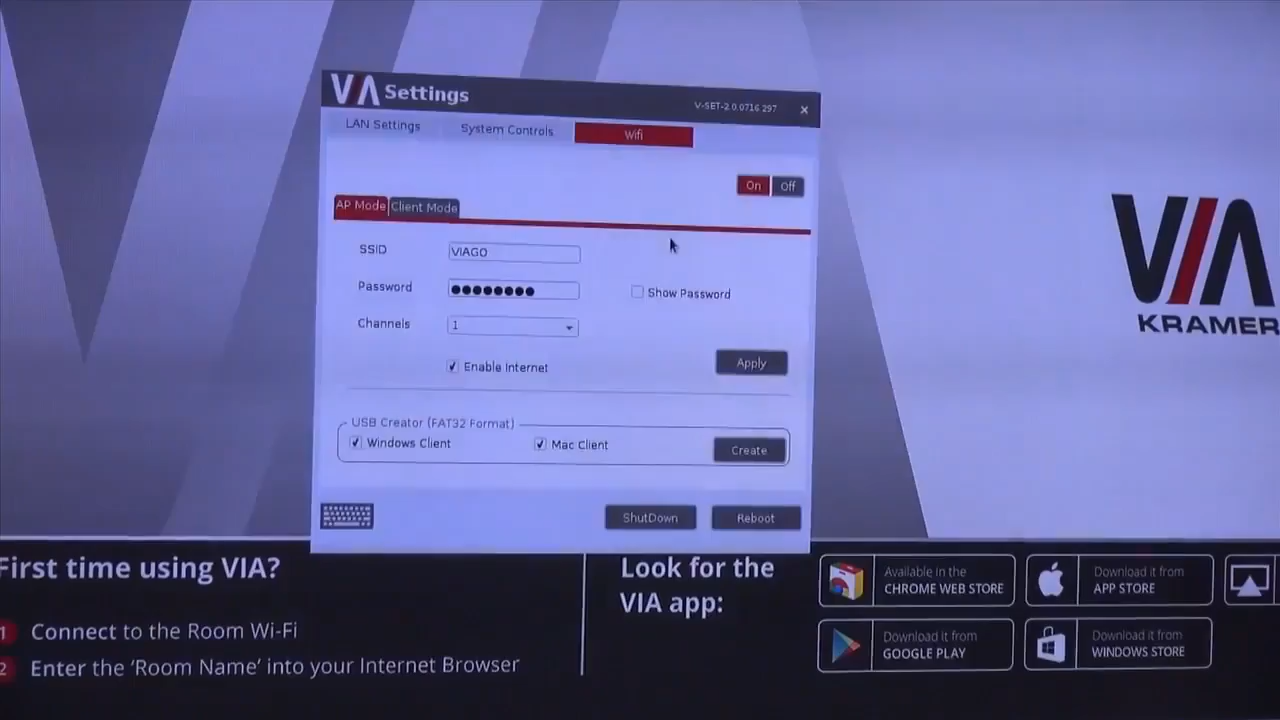 VIA Settings
V-SET-2.0.0716.297
LAN Settings System Controls Wifi
On Off
AP Mode Client Mode
SSID VIAGO
Password ●●●●●●●● Show Password
Channels 1
Enable Internet Apply
USB Creator (FAT32 Format)
Windows Client Mac Client Create
ShutDown Reboot
VIA
KRAMER
First time using VIA?
1 Connect to the Room Wi-Fi
2 Enter the ‘Room Name’ into your Internet Browser
Look for the
VIA app:
Available in the
CHROME WEB STORE
Download it from
APP STORE
Download it from
GOOGLE PLAY
Download it from
WINDOWS STORE